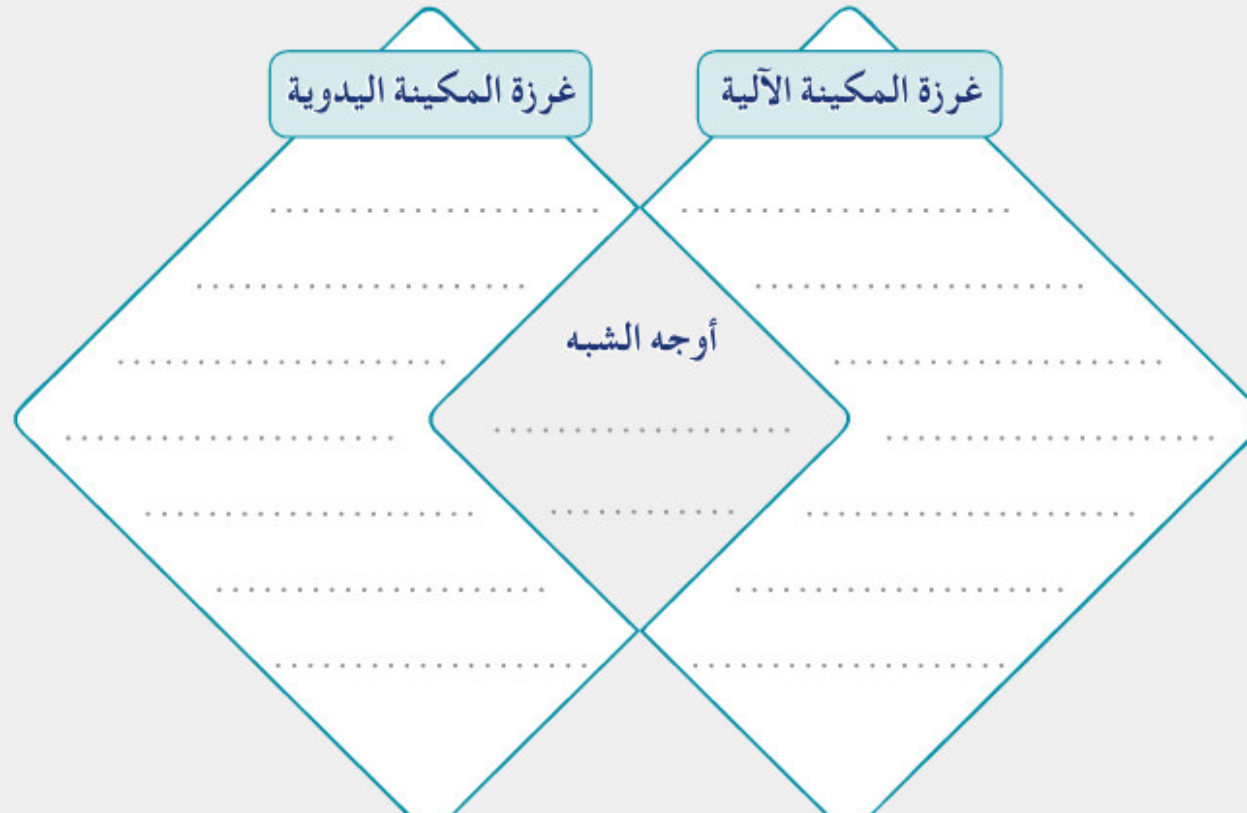 غرزة المكينة الآلية
غرزة المكينة اليدوية
أوجه الشبه